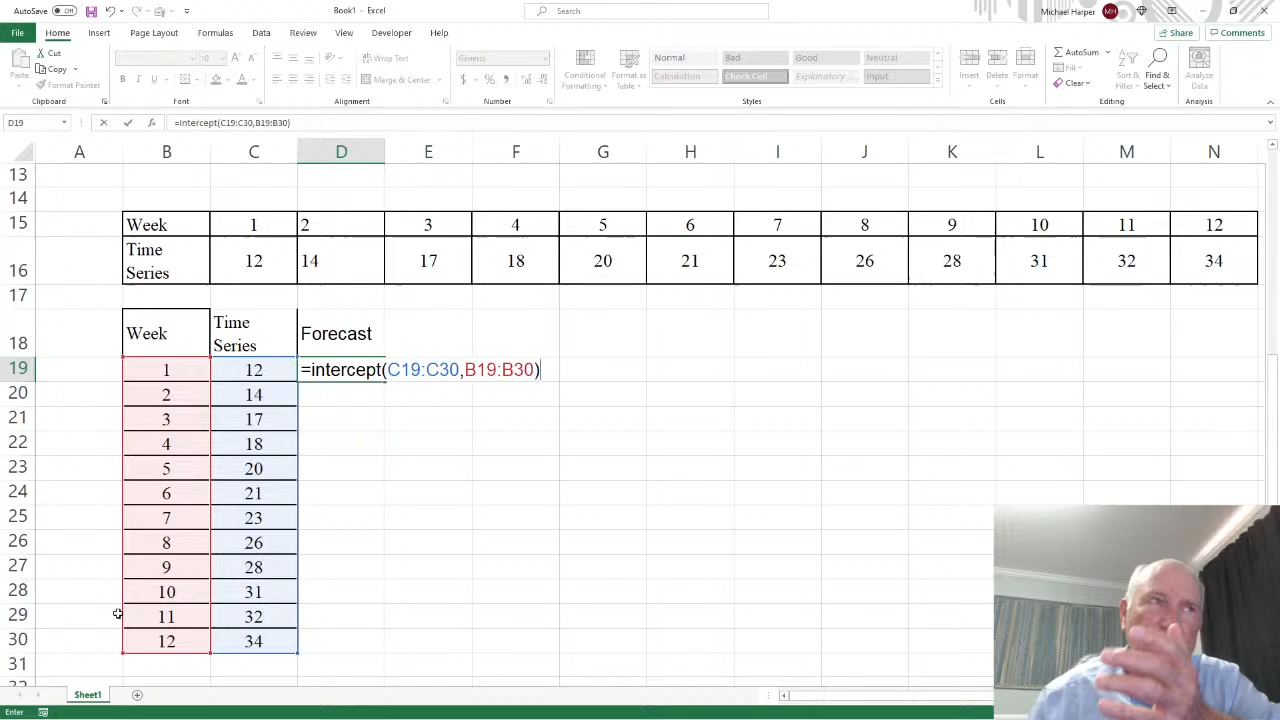 AutoSave Off Book1 - Excel Search Michael Harper MH
File Home Insert Page Layout Formulas Data Review View Developer Help Share Comments
Paste Cut Copy Format Painter
10 A A
B I U A
Wrap Text
Merge & Center
General
$ % ,
Conditional Formatting Format as Table
Normal Bad Good Neutral
Calculation Check Cell Explanatory ... Input
Insert Delete Format
AutoSum Fill Clear
Sort & Filter Find & Select
Analyze Data
Clipboard Font Alignment Number Styles Cells Editing Analysis
D19 fx =intercept(C19:C30,B19:B30)
A B C D E F G H I J K L M N
13
14
15 Week 1 2 3 4 5 6 7 8 9 10 11 12
16 Time Series 12 14 17 18 20 21 23 26 28 31 32 34
17
18 Week Time Series Forecast
19 1 12 =intercept(C19:C30,B19:B30)
20 2 14
21 3 17
22 4 18
23 5 20
24 6 21
25 7 23
26 8 26
27 9 28
28 10 31
29 11 32
30 12 34
31
32
Sheet1
Enter